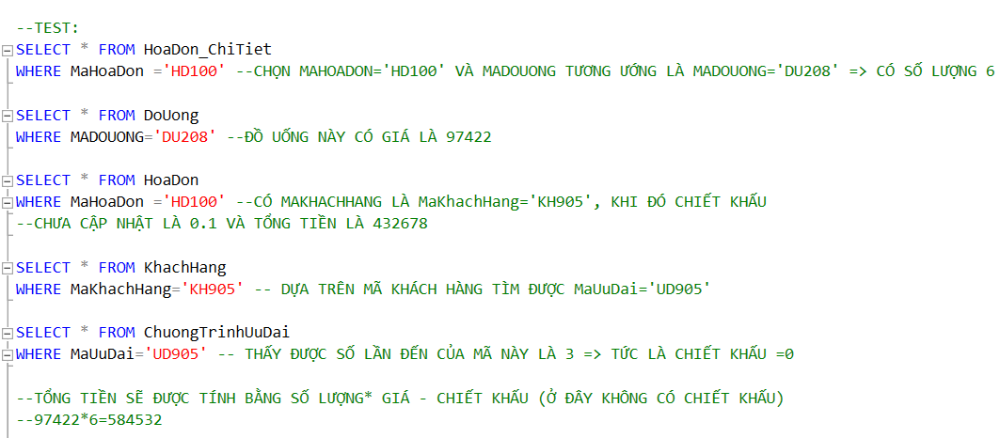 --TEST:
SELECT * FROM HoaDon_ChiTiet
WHERE MaHoaDon ='HD100' --CHỌN MAHOADON='HD100' VÀ MADOUONG TƯƠNG ƯỚNG LÀ MADOUONG='DU208' => CÓ SỐ LƯỢNG 6
SELECT * FROM DoUong
WHERE MADOUONG='DU208' --ĐỒ UỐNG NÀY CÓ GIÁ LÀ 97422
SELECT * FROM HoaDon
WHERE MaHoaDon ='HD100' --CÓ MAKHACHHANG LÀ MaKhachHang='KH905', KHI ĐÓ CHIẾT KHẤU
--CHƯA CẬP NHẬT LÀ 0.1 VÀ TỔNG TIỀN LÀ 432678
SELECT * FROM KhachHang
WHERE MaKhachHang='KH905' -- DỰA TRÊN MÃ KHÁCH HÀNG TÌM ĐƯỢC MaUuDai='UD905'
SELECT * FROM ChuongTrinhUuDai
WHERE MaUuDai='UD905' -- THẤY ĐƯỢC SỐ LẦN ĐẾN CỦA MÃ NÀY LÀ 3 => TỨC LÀ CHIẾT KHẤU =0
--TỔNG TIỀN SẼ ĐƯỢC TÍNH BẰNG SỐ LƯỢNG* GIÁ - CHIẾT KHẤU (Ở ĐÂY KHÔNG CÓ CHIẾT KHẤU)
--97422*6=584532